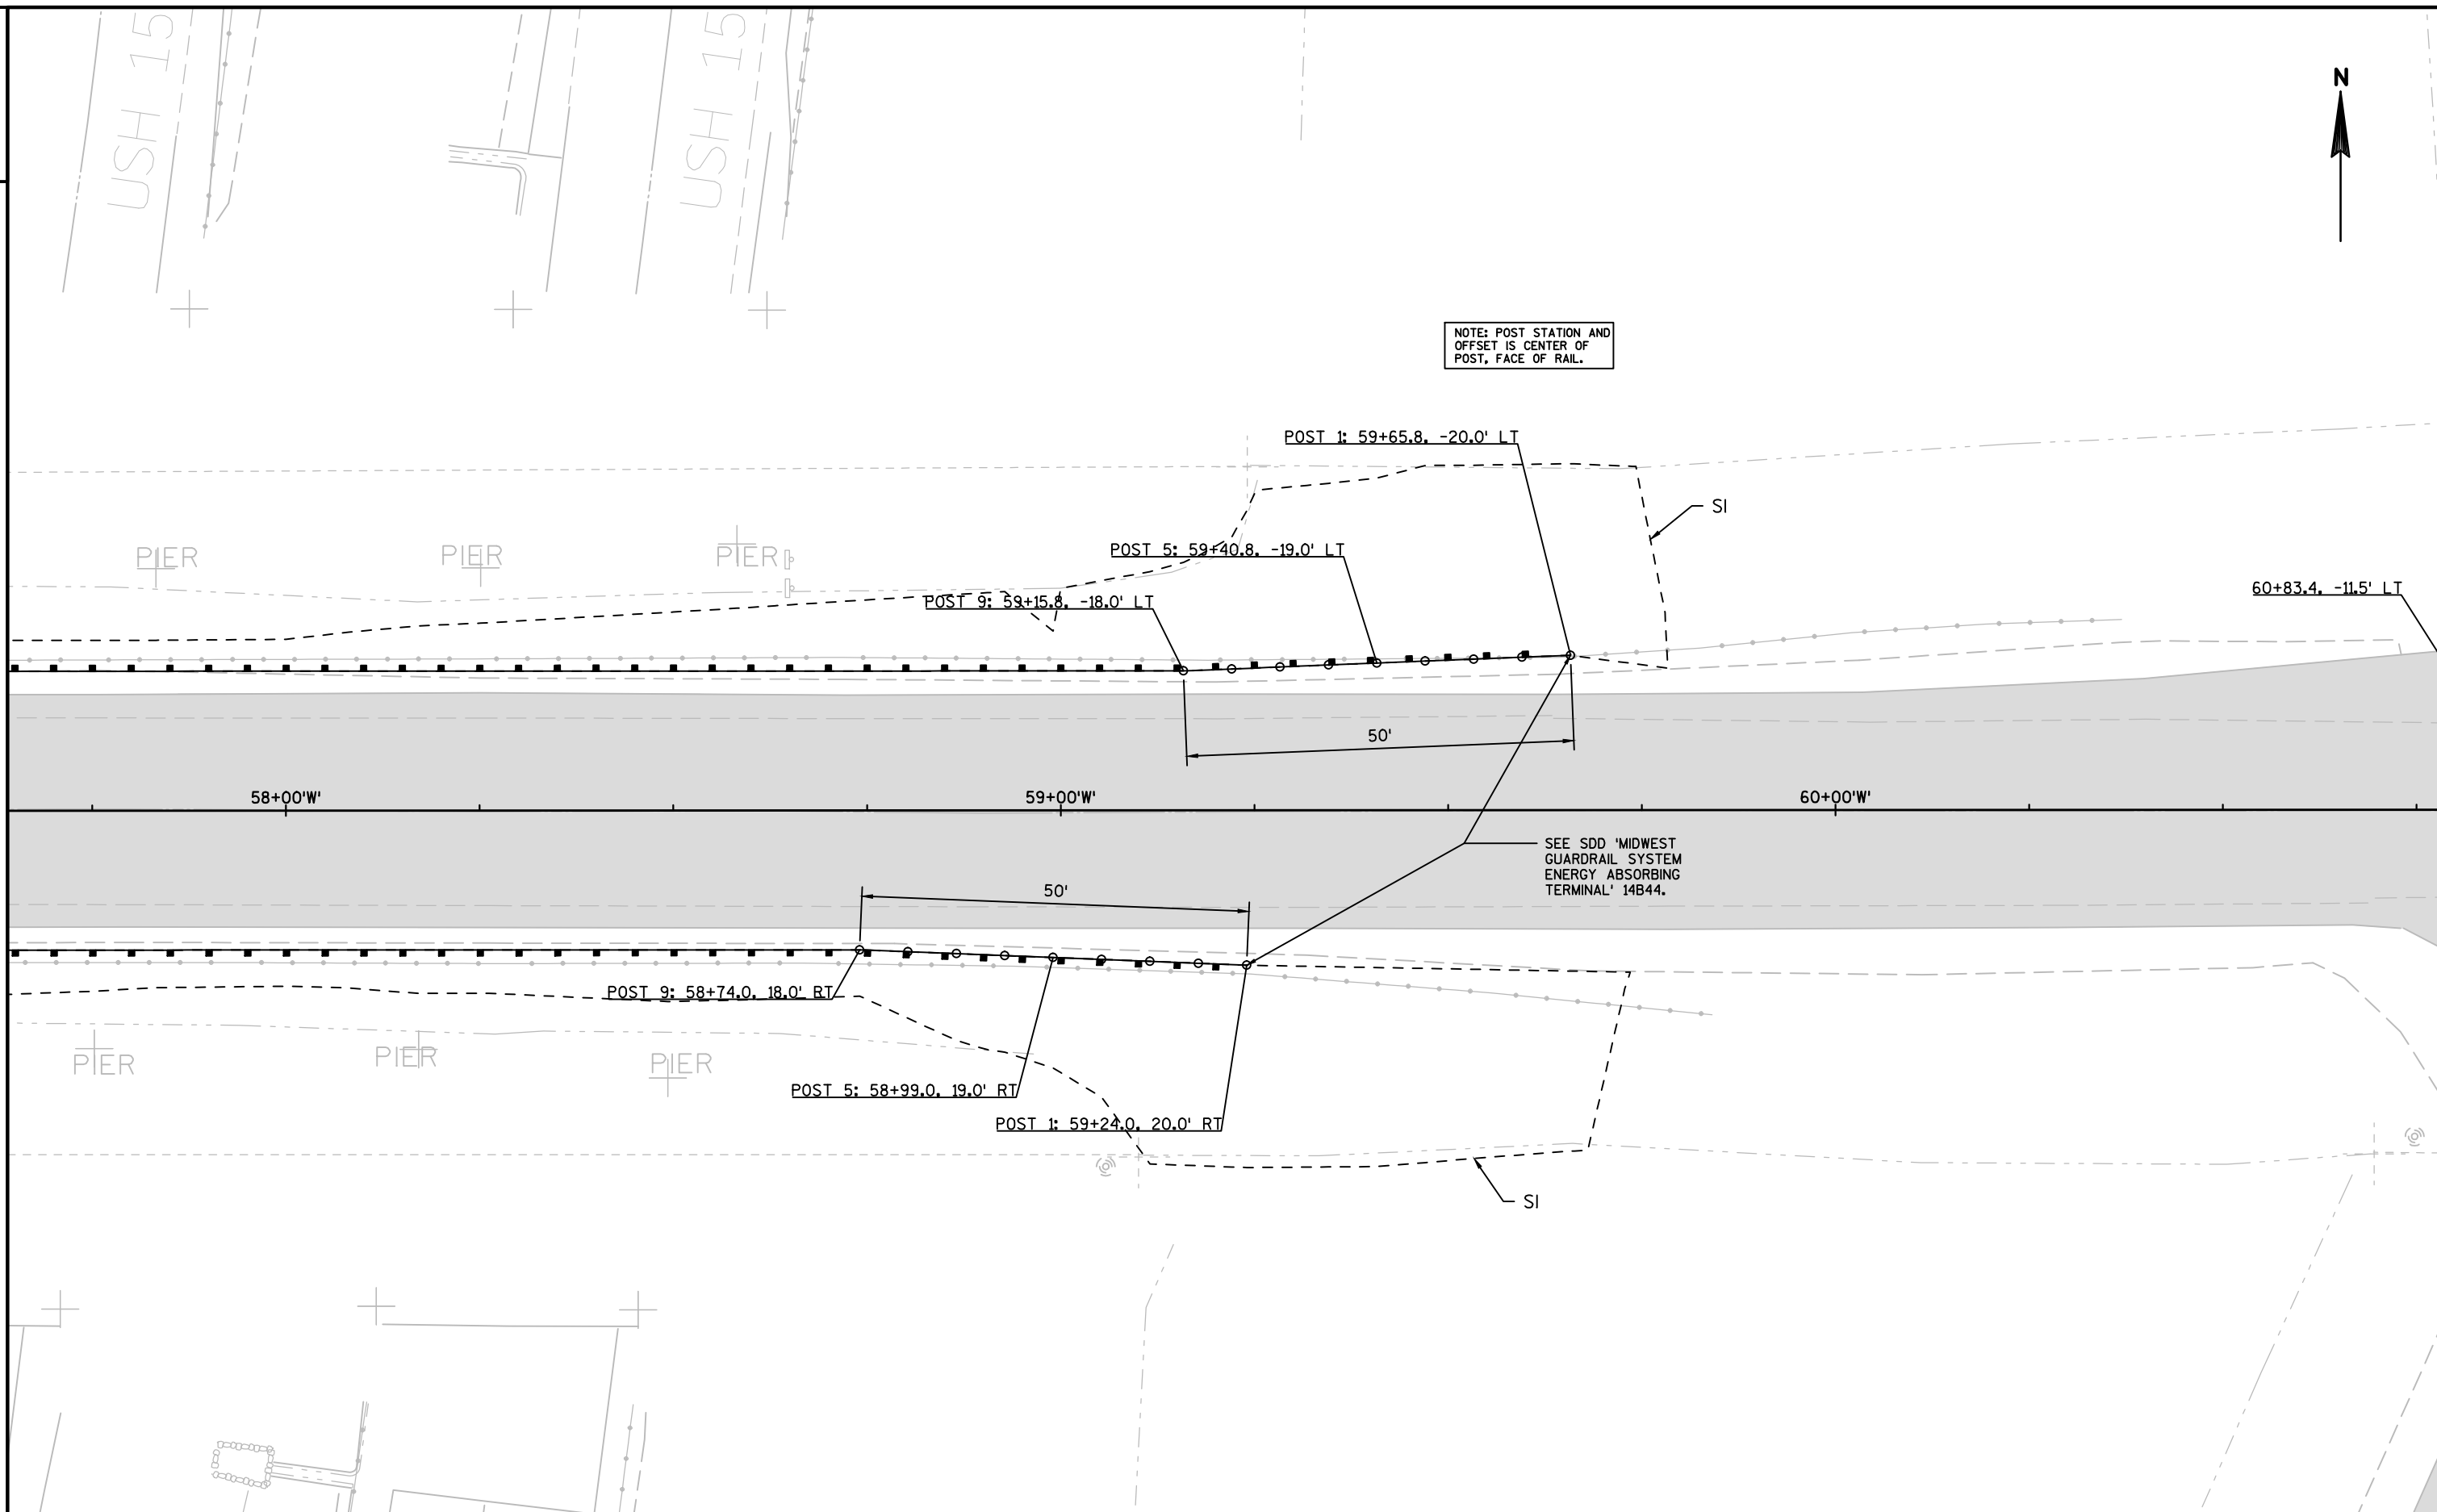 USH 15
USH 15
N
NOTE: POST STATION AND
OFFSET IS CENTER OF
POST, FACE OF RAIL.
POST 1: 59+65.8, -20.0' LT
SI
POST 5: 59+40.8, -19.0' LT
PIER
PIER
PIER
POST 9: 59+15.8, -18.0' LT
60+83.4, -11.5' LT
50'
58+00'W'
59+00'W'
60+00'W'
SEE SDD 'MIDWEST
GUARDRAIL SYSTEM
ENERGY ABSORBING
TERMINAL' 14B44.
50'
POST 9: 58+74.0, 18.0' RT
PIER
PIER
PIER
POST 5: 58+99.0, 19.0' RT
POST 1: 59+24.0, 20.0' RT
SI